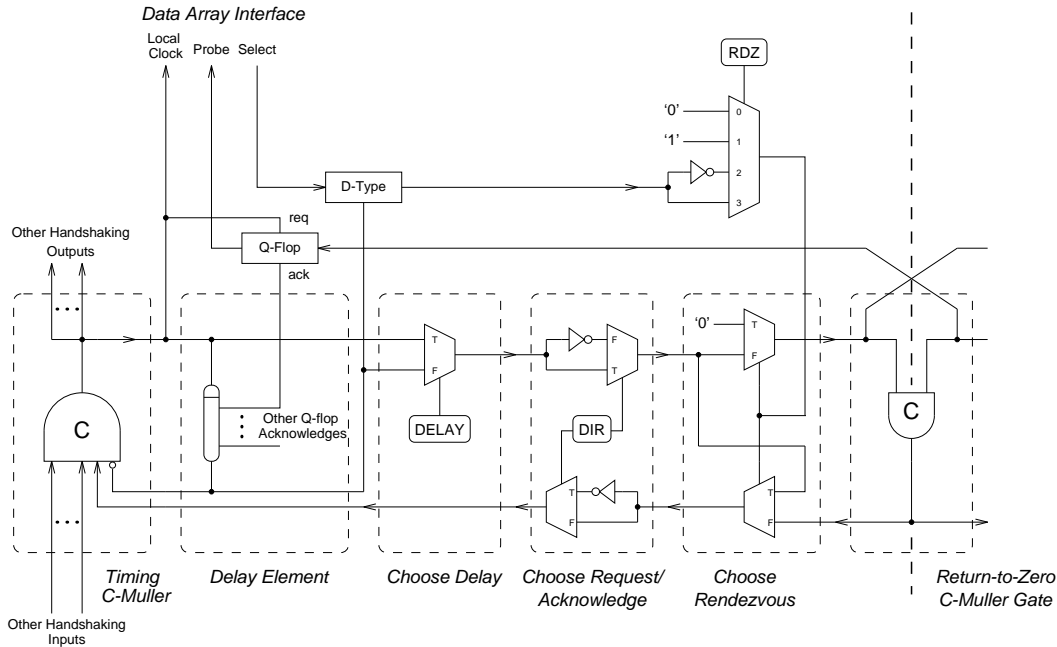 Data Array Interface
Local
Clock
Probe
Select
RDZ
'0'
'1'
0
1
2
3
D-Type
req
Q-Flop
ack
Other Handshaking
Outputs
'0'
T
F
T
F
F
T
C
C
Other Q-flop
Acknowledges
DELAY
DIR
T
F
T
F
Timing
C-Muller
Delay Element
Choose Delay
Choose Request/
Acknowledge
Choose
Rendezvous
Return-to-Zero
C-Muller Gate
Other Handshaking
Inputs